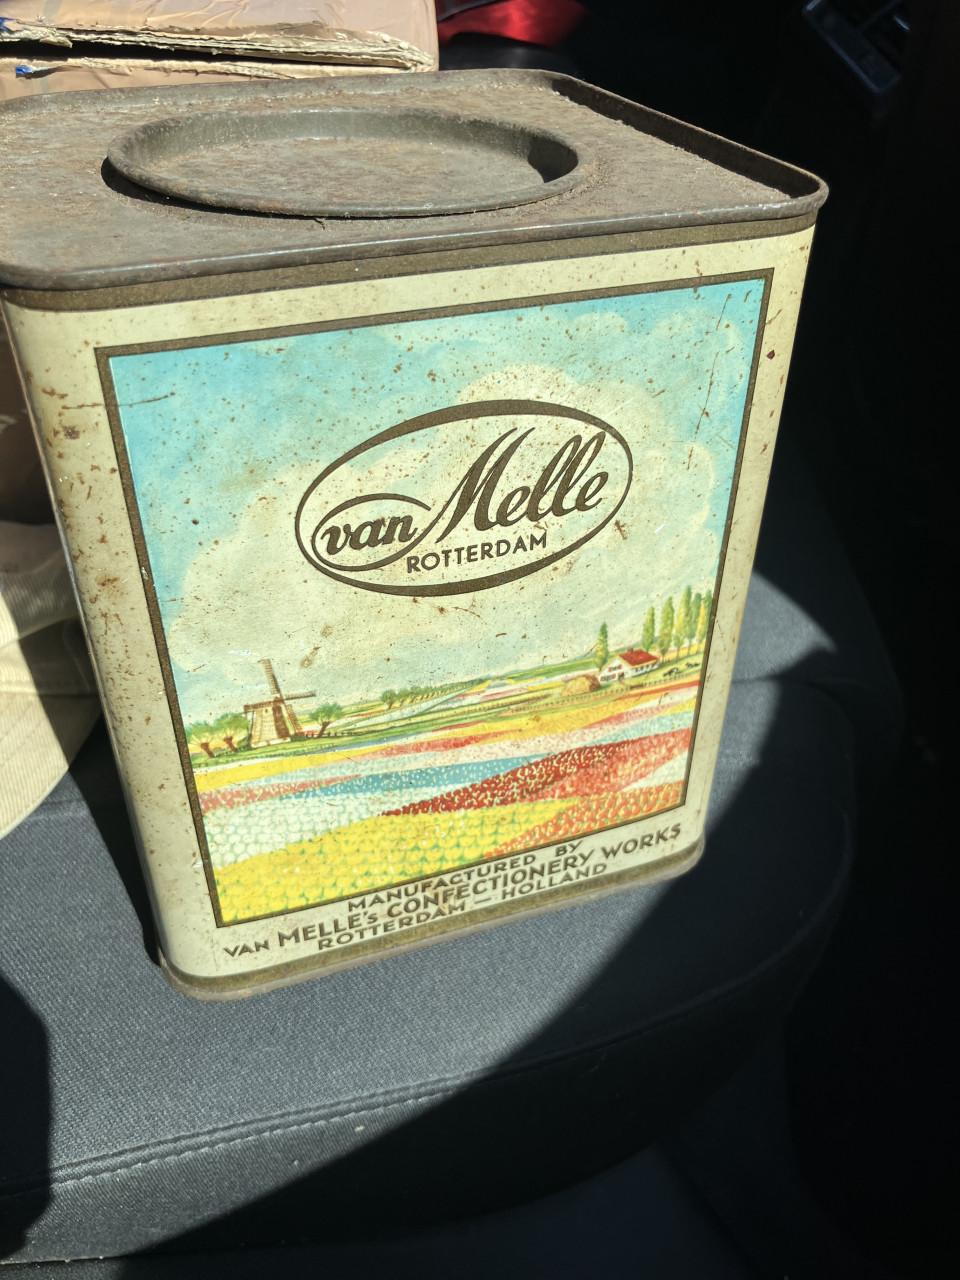 van Melle
ROTTERDAM
MANUFACTURED BY
VAN MELLE'S CONFECTIONERY WORKS
ROTTERDAM — HOLLAND